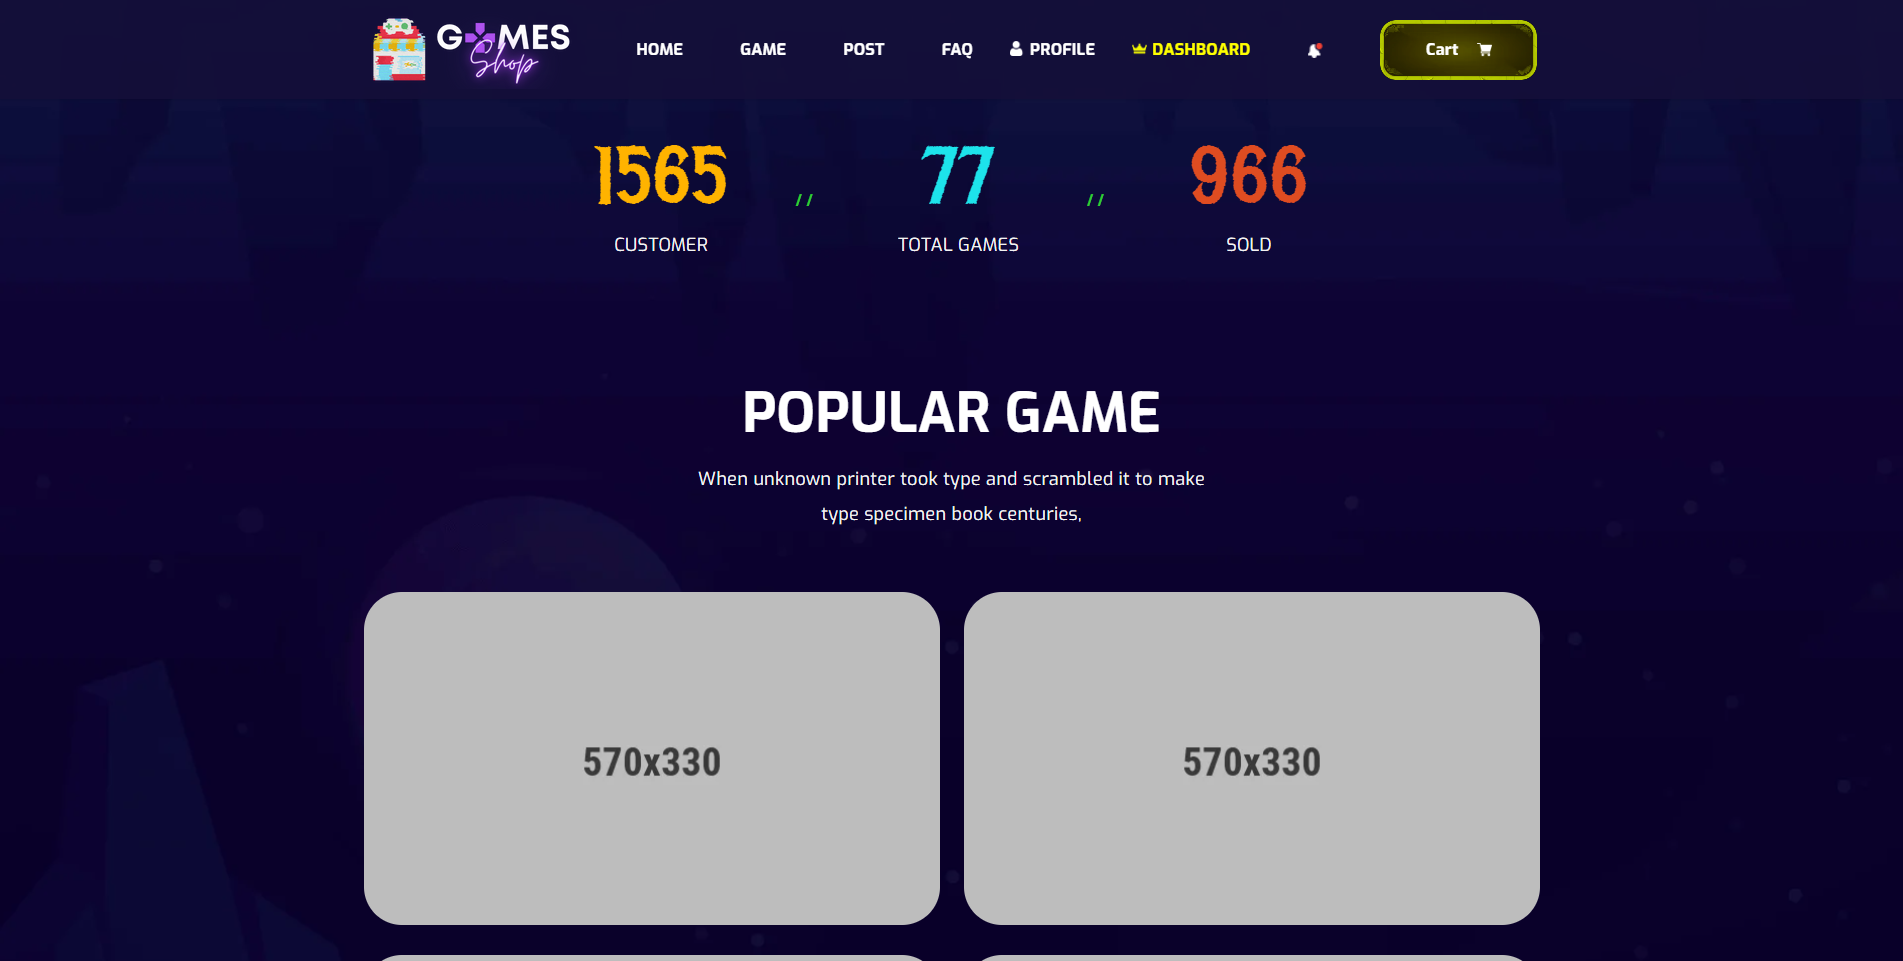 GAMES
Shop
HOME
GAME
POST
FAQ
PROFILE
DASHBOARD
Cart
1565
//
77
//
966
CUSTOMER
TOTAL GAMES
SOLD
POPULAR GAME
When unknown printer took type and scrambled it to make
type specimen book centuries,
570x330
570x330